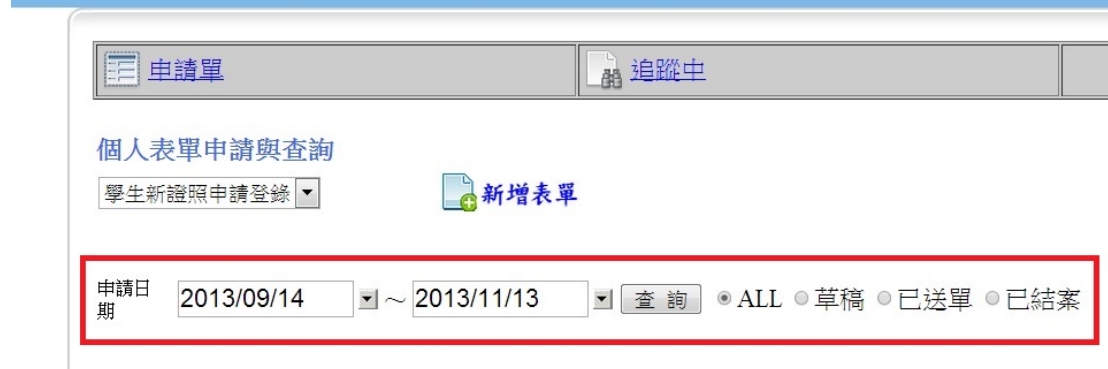 申請單 追蹤中
個人表單申請與查詢
學生新證照申請登錄 新增表單
申請日期 2013/09/14 ～ 2013/11/13 查詢 ALL 草稿 已送單 已結案